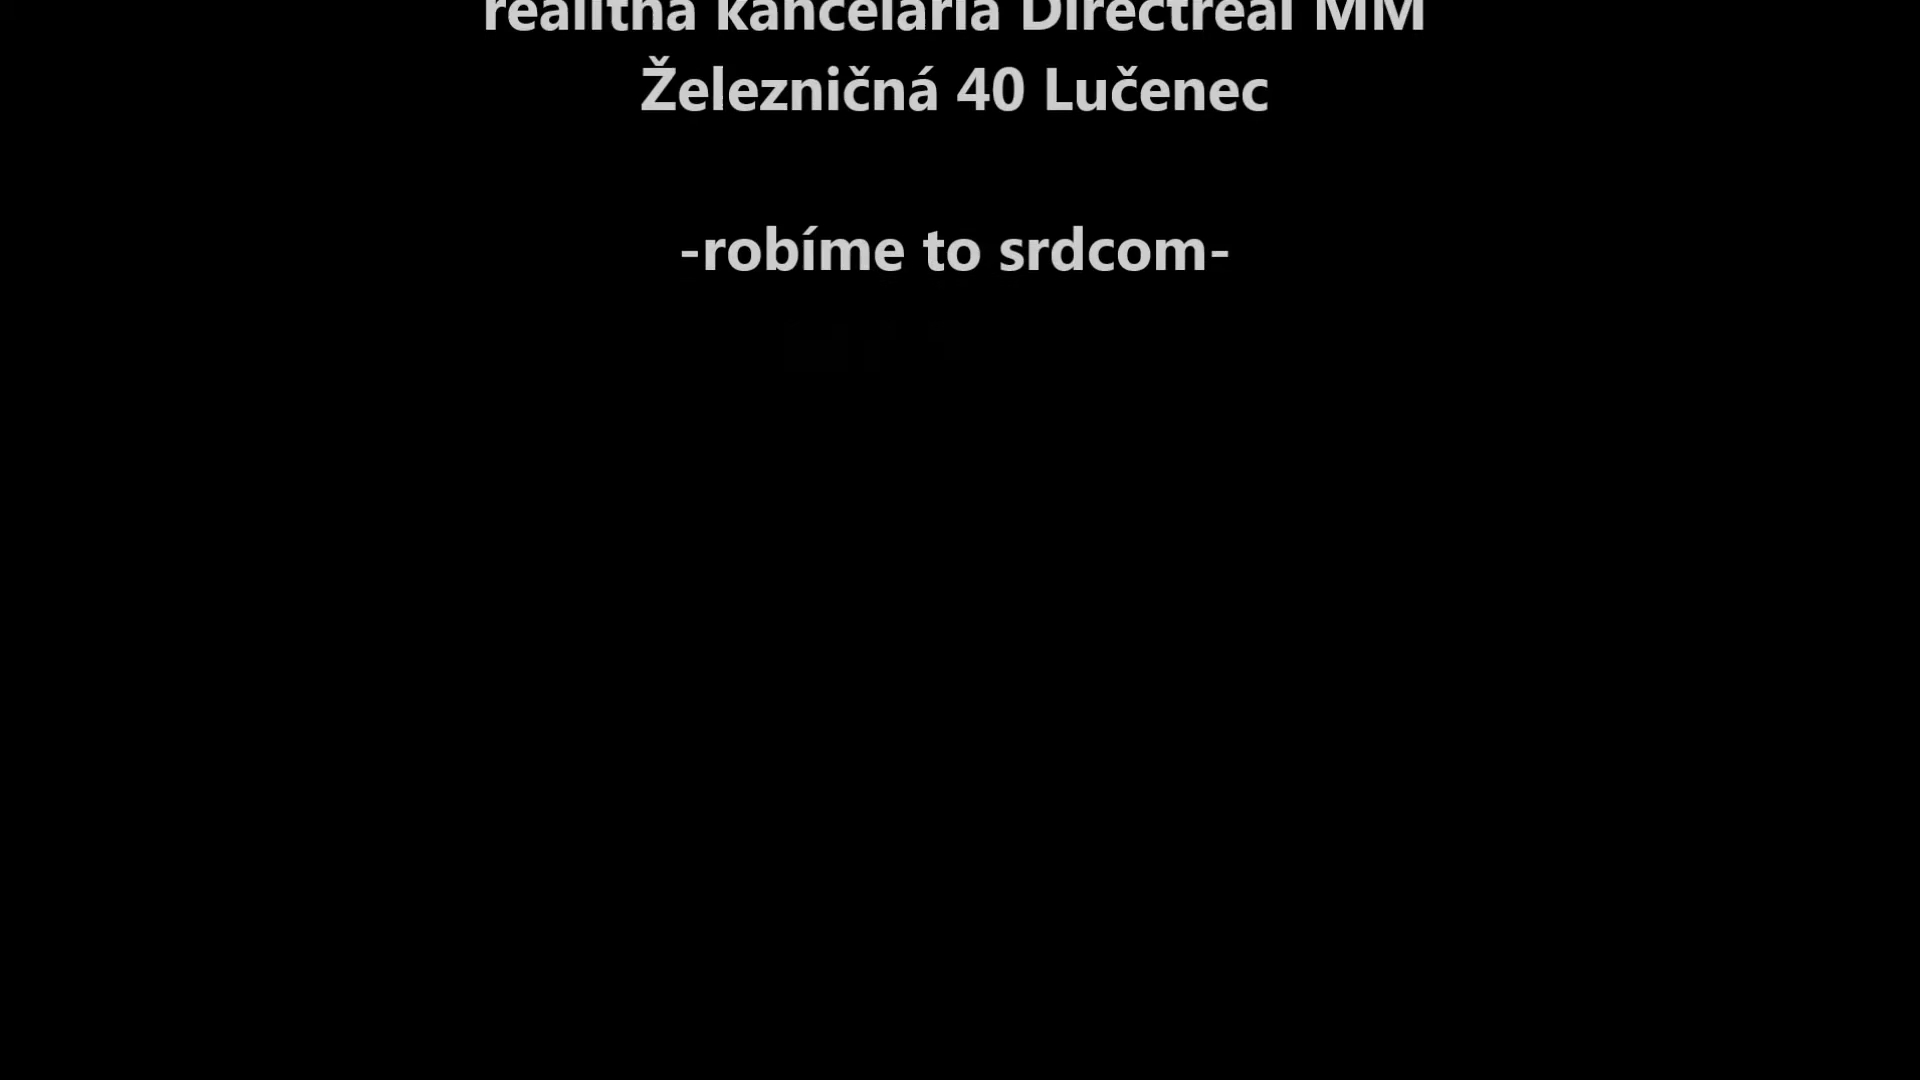 realitná kancelária Directreal MM
Železničná 40 Lučenec
-robíme to srdcom-